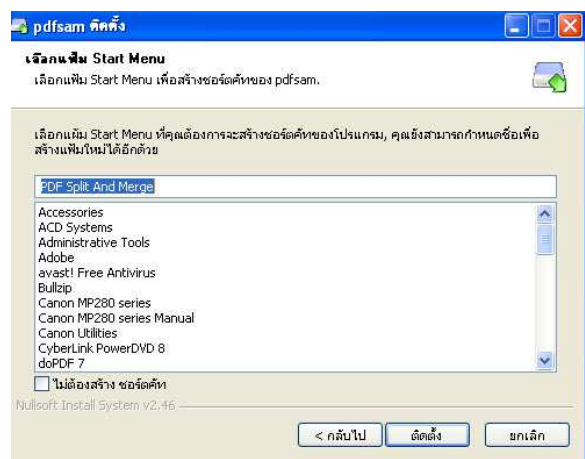 pdfsam ติดตั้ง
เลือกแฟ้ม Start Menu
เลือกแฟ้ม Start Menu เพื่อสร้างชอร์ตคัทของ pdfsam.
เลือกแฟ้ม Start Menu ที่คุณต้องการจะสร้างชอร์ตคัทของโปรแกรม, คุณยังสามารถกำหนดชื่อเพื่อ
สร้างแฟ้มใหม่ได้อีกด้วย
PDF Split And Merge
Accessories
ACD Systems
Administrative Tools
Adobe
avast! Free Antivirus
Bullzip
Canon MP280 series
Canon MP280 series Manual
Canon Utilities
CyberLink PowerDVD 8
doPDF 7
ไม่ต้องสร้าง ชอร์ตคัท
Nullsoft Install System v2.46
< กลับไป ติดตั้ง ยกเลิก